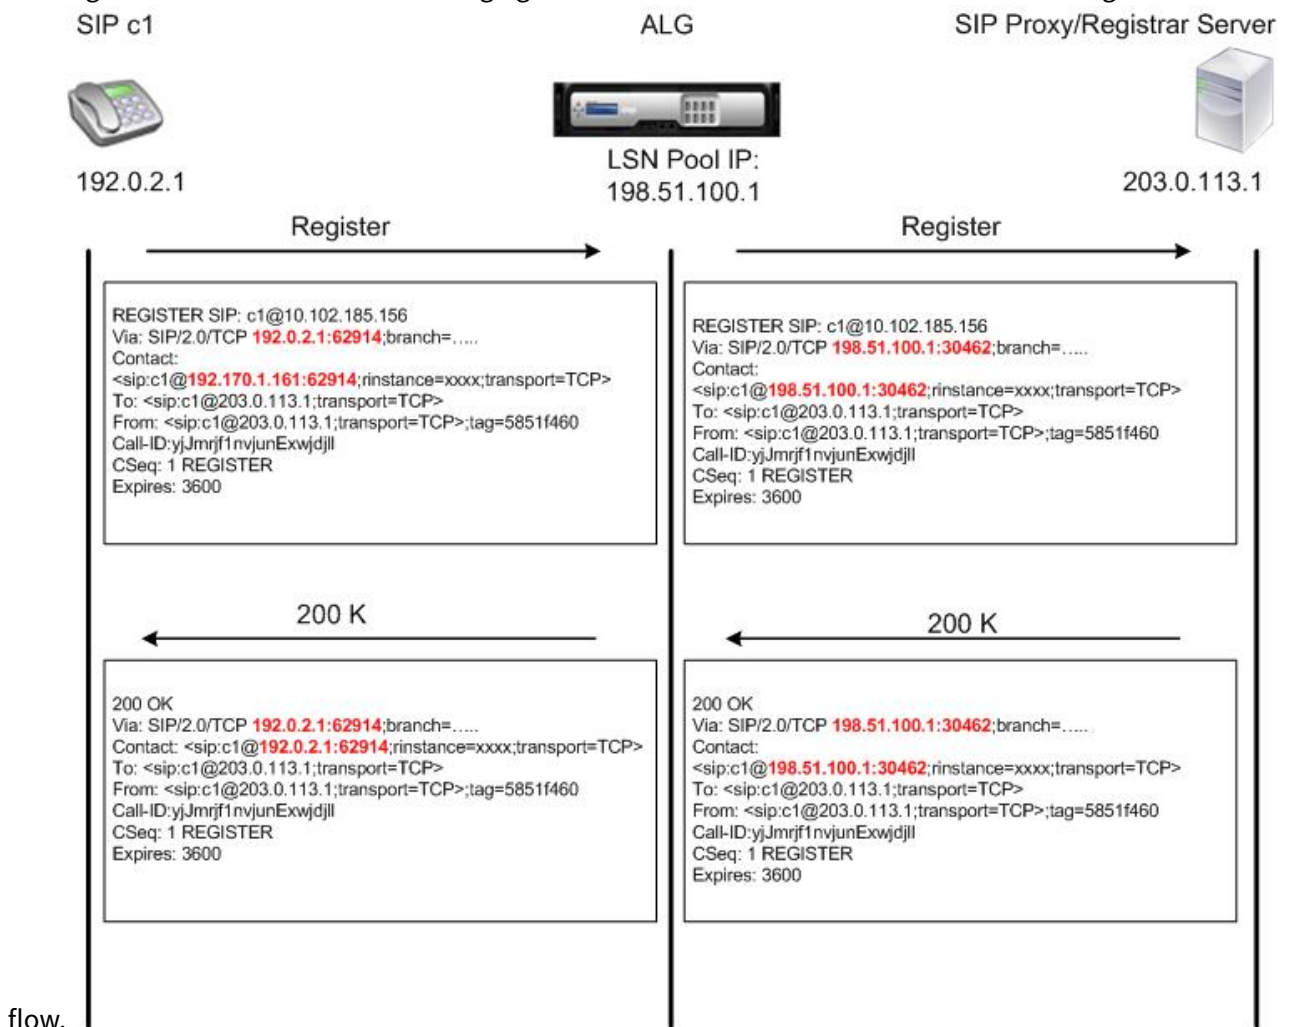 SIP c1
ALG
SIP Proxy/Registrar Server
LSN Pool IP:
198.51.100.1
192.0.2.1
203.0.113.1
Register
Register
REGISTER SIP: c1@10.102.185.156
Via: SIP/2.0/TCP 192.0.2.1:62914;branch=.....
Contact:
<sip:c1@192.170.1.161:62914;rinstance=xxxx;transport=TCP>
To: <sip:c1@203.0.113.1;transport=TCP>
From: <sip:c1@203.0.113.1;transport=TCP>;tag=5851f460
Call-ID:yjJmrjf1nvjunExwjdjlI
CSeq: 1 REGISTER
Expires: 3600
REGISTER SIP: c1@10.102.185.156
Via: SIP/2.0/TCP 198.51.100.1:30462;branch=.....
Contact:
<sip:c1@198.51.100.1:30462;rinstance=xxxx;transport=TCP>
To: <sip:c1@203.0.113.1;transport=TCP>
From: <sip:c1@203.0.113.1;transport=TCP>;tag=5851f460
Call-ID:yjJmrjf1nvjunExwjdjlI
CSeq: 1 REGISTER
Expires: 3600
200 K
200 K
200 OK
Via: SIP/2.0/TCP 192.0.2.1:62914;branch=.....
Contact: <sip:c1@192.0.2.1:62914;rinstance=xxxx;transport=TCP>
To: <sip:c1@203.0.113.1;transport=TCP>
From: <sip:c1@203.0.113.1;transport=TCP>;tag=5851f460
Call-ID:yjJmrjf1nvjunExwjdjlI
CSeq: 1 REGISTER
Expires: 3600
200 OK
Via: SIP/2.0/TCP 198.51.100.1:30462;branch=.....
Contact:
<sip:c1@198.51.100.1:30462;rinstance=xxxx;transport=TCP>
To: <sip:c1@203.0.113.1;transport=TCP>
From: <sip:c1@203.0.113.1;transport=TCP>;tag=5851f460
Call-ID:yjJmrjf1nvjunExwjdjlI
CSeq: 1 REGISTER
Expires: 3600
flow.